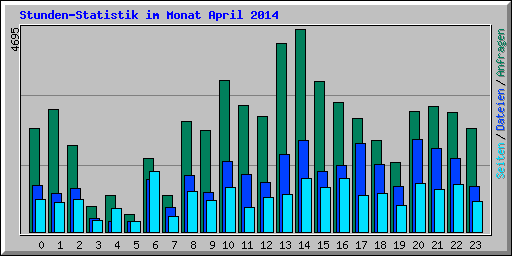 Stunden-Statistik im Monat April 2014
4695
Seiten/Dateien/Anfragen
0 1 2 3 4 5 6 7 8 9 10 11 12 13 14 15 16 17 18 19 20 21 22 23